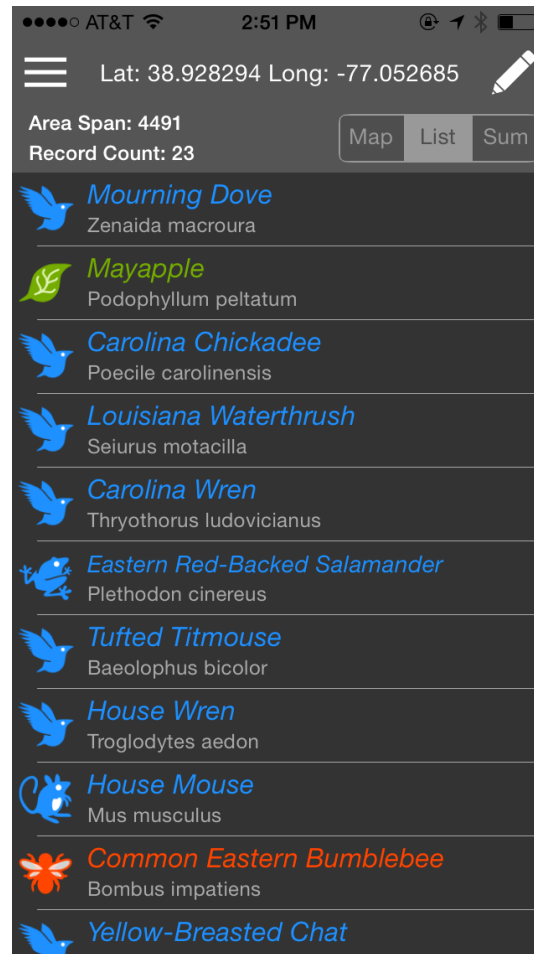 AT&T 2:51 PM
Lat: 38.928294 Long: -77.052685
Area Span: 4491
Record Count: 23
Map List Sum
Mourning Dove
Zenaida macroura
Mayapple
Podophyllum peltatum
Carolina Chickadee
Poecile carolinensis
Louisiana Waterthrush
Seiurus motacilla
Carolina Wren
Thryothorus ludovicianus
Eastern Red-Backed Salamander
Plethodon cinereus
Tufted Titmouse
Baeolophus bicolor
House Wren
Troglodytes aedon
House Mouse
Mus musculus
Common Eastern Bumblebee
Bombus impatiens
Yellow-Breasted Chat